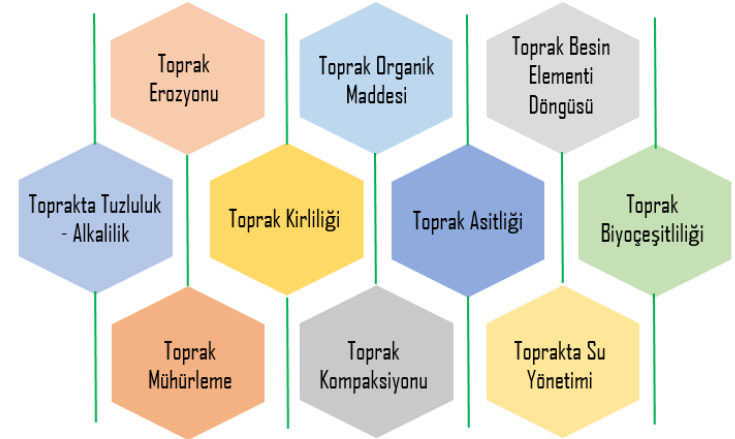 Toprak
Erozyonu
Toprak Organik
Maddesi
Toprak Besin
Elementi
Döngüsü
Toprakta Tuzluluk
- Alkalilik
Toprak Kirliliği
Toprak Asitliği
Toprak
Biyoçeşitliliği
Toprak
Mühürleme
Toprak
Kompaksiyonu
Toprakta Su
Yönetimi